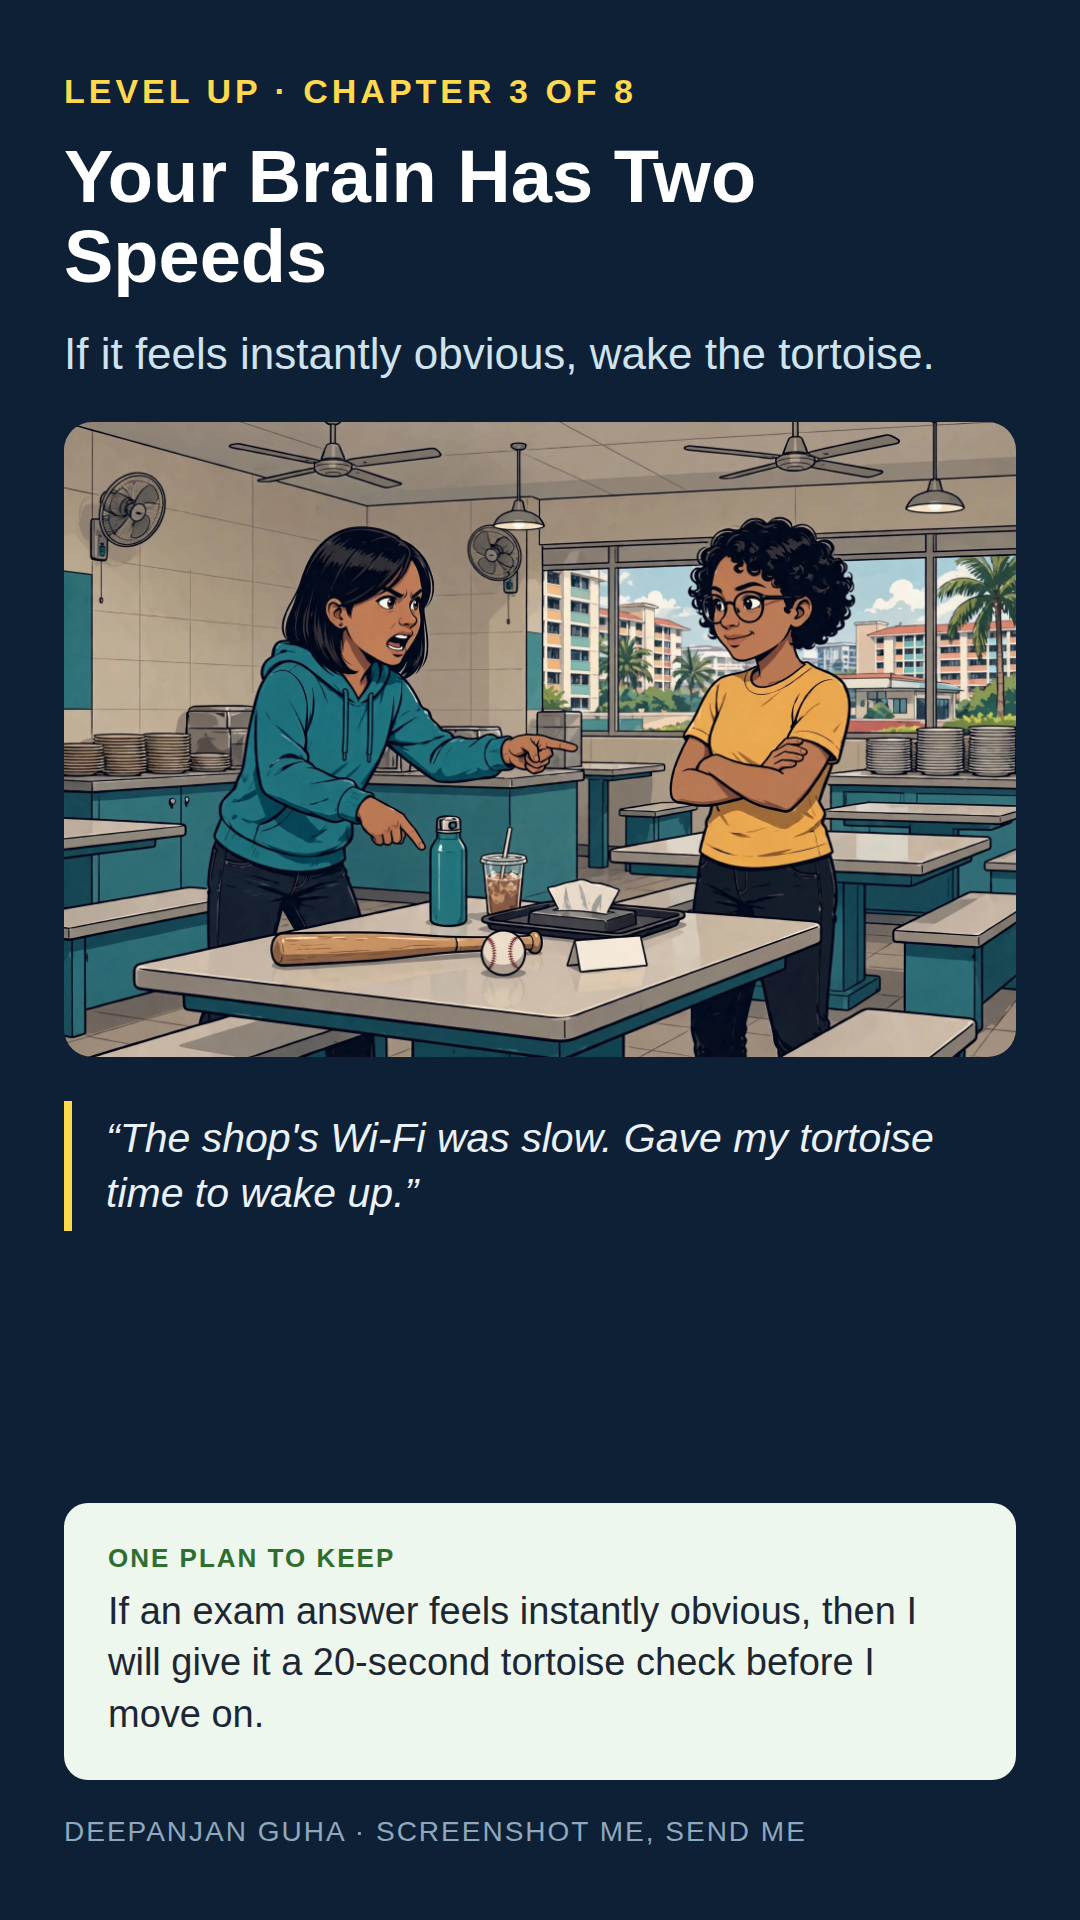 LEVEL UP · CHAPTER 3 OF 8
Your Brain Has Two
Speeds
If it feels instantly obvious, wake the tortoise.
“The shop's Wi-Fi was slow. Gave my tortoise
time to wake up.”
ONE PLAN TO KEEP
If an exam answer feels instantly obvious, then I
will give it a 20-second tortoise check before I
move on.
DEEPANJAN GUHA · SCREENSHOT ME, SEND ME